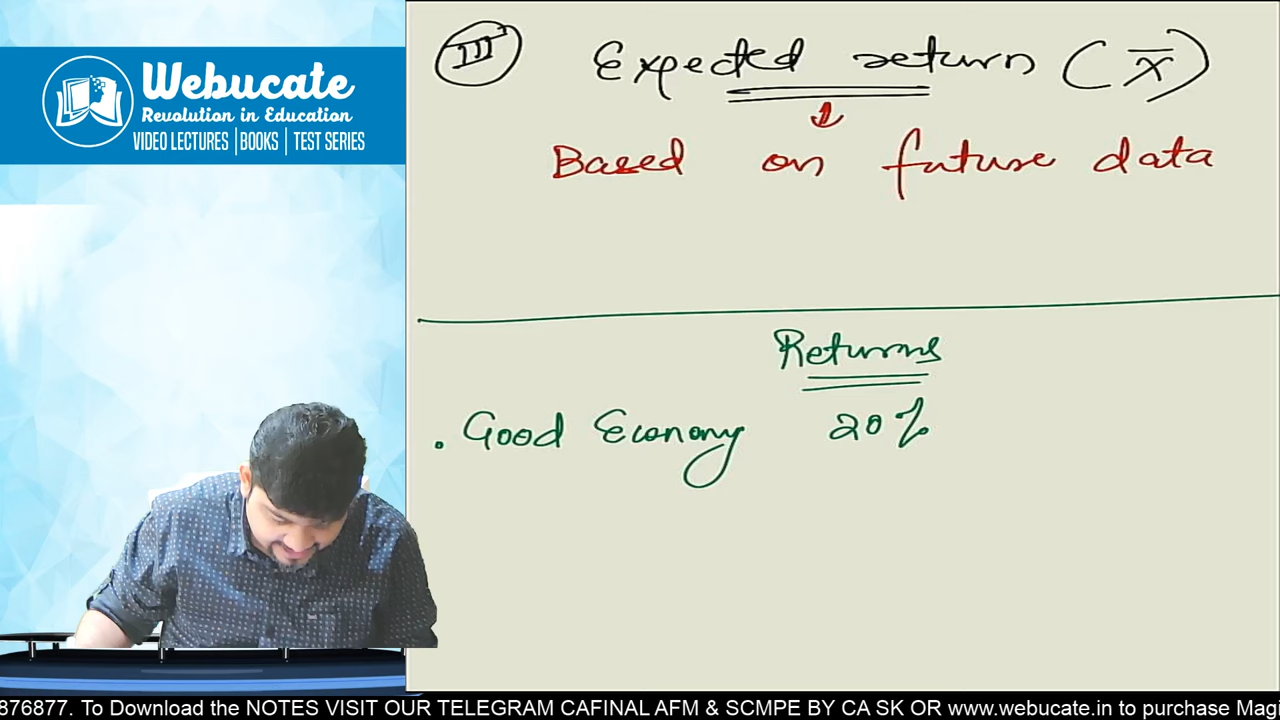 Webucate
Revolution in Education
VIDEO LECTURES | BOOKS | TEST SERIES
III
Expected return (x̄)
Based on future data
Returns
. Good Economy 20%
876877. To Download the NOTES VISIT OUR TELEGRAM CAFINAL AFM & SCMPE BY CA SK OR www.webucate.in to purchase Mag